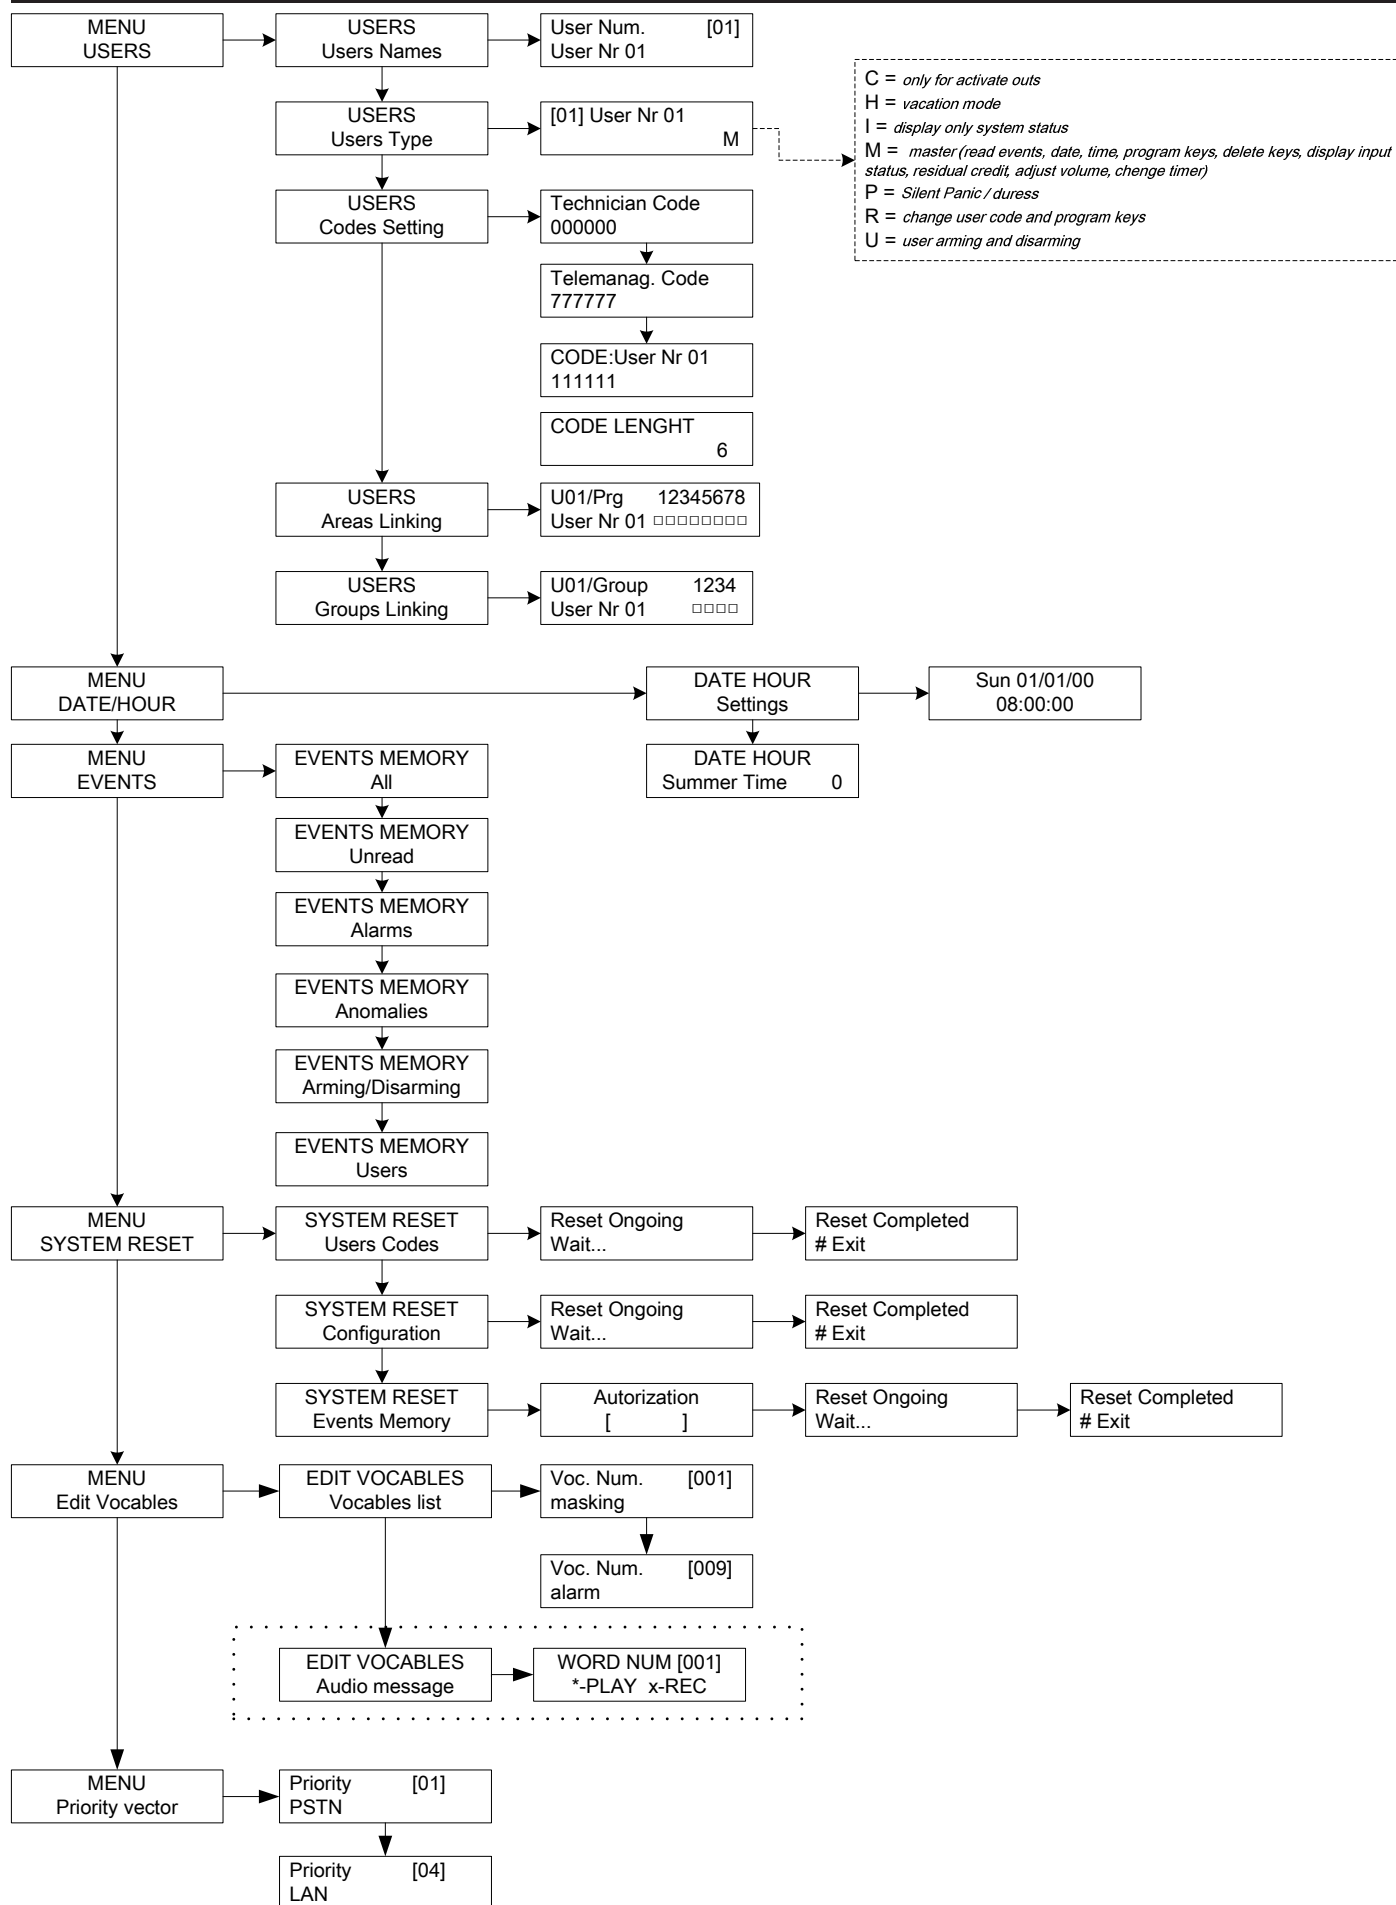 MENU
USERS
USERS
Users Names
User Num. [01]
User Nr 01
USERS
Users Type
[01] User Nr 01
M
C = only for activate outs
H = vacation mode
I = display only system status
M = master (read events, date, time, program keys, delete keys, display input
status, residual credit, adjust volume, chenge timer)
P = Silent Panic / duress
R = change user code and program keys
U = user arming and disarming
USERS
Codes Setting
Technician Code
000000
Telemanag. Code
777777
CODE:User Nr 01
111111
CODE LENGHT
6
USERS
Areas Linking
U01/Prg 12345678
User Nr 01 □□□□□□□□
USERS
Groups Linking
U01/Group 1234
User Nr 01 □□□□
MENU
DATE/HOUR
DATE HOUR
Settings
Sun 01/01/00
08:00:00
DATE HOUR
Summer Time 0
MENU
EVENTS
EVENTS MEMORY
All
EVENTS MEMORY
Unread
EVENTS MEMORY
Alarms
EVENTS MEMORY
Anomalies
EVENTS MEMORY
Arming/Disarming
EVENTS MEMORY
Users
MENU
SYSTEM RESET
SYSTEM RESET
Users Codes
Reset Ongoing
Wait...
Reset Completed
# Exit
SYSTEM RESET
Configuration
Reset Ongoing
Wait...
Reset Completed
# Exit
SYSTEM RESET
Events Memory
Autorization
[ ]
Reset Ongoing
Wait...
Reset Completed
# Exit
MENU
Edit Vocables
EDIT VOCABLES
Vocables list
Voc. Num. [001]
masking
Voc. Num. [009]
alarm
EDIT VOCABLES
Audio message
WORD NUM [001]
*-PLAY x-REC
MENU
Priority vector
Priority [01]
PSTN
Priority [04]
LAN